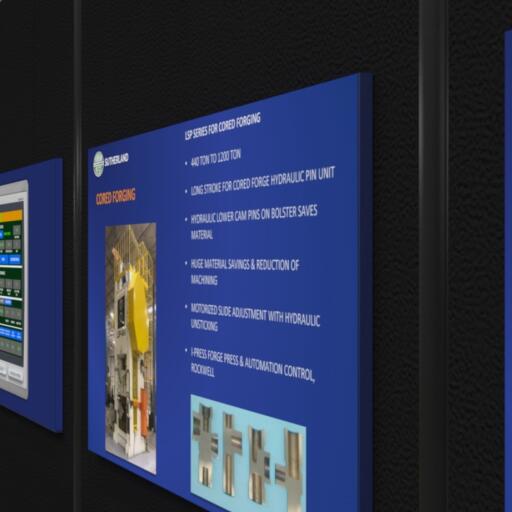 SUTHERLAND
CORED FORGING
LSP SERIES FOR CORED FORGING
• 440 TON TO 1200 TON
• LONG STROKE FOR CORED FORGE HYDRAULIC PIN UNIT
• HYDRAULIC LOWER CAM PINS ON BOLSTER SAVES
MATERIAL
• HUGE MATERIAL SAVINGS & REDUCTION OF
MACHINING
• MOTORIZED SLIDE ADJUSTMENT WITH HYDRAULIC
UNSTICKING
• I-PRESS FORGE PRESS & AUTOMATION CONTROL,
ROCKWELL